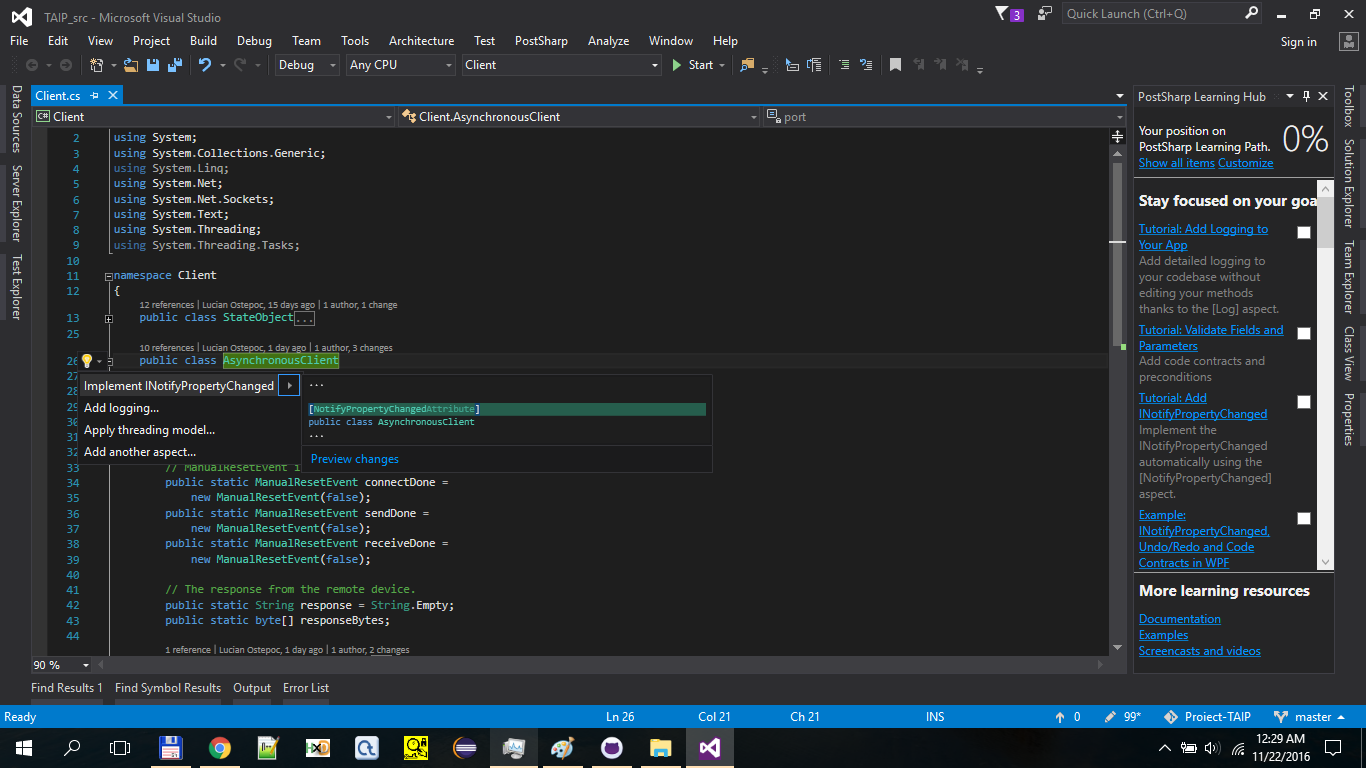 TAIP_src - Microsoft Visual Studio
3
Quick Launch (Ctrl+Q)
File Edit View Project Build Debug Team Tools Architecture Test PostSharp Analyze Window Help
Sign in
Debug Any CPU Client Start
Data Sources
Server Explorer
Test Explorer
Client.cs
Client Client.AsynchronousClient port
2 using System;
3 using System.Collections.Generic;
4 using System.Linq;
5 using System.Net;
6 using System.Net.Sockets;
7 using System.Text;
8 using System.Threading;
9 using System.Threading.Tasks;
10
11 namespace Client
12 {
12 references | Lucian Ostepoc, 15 days ago | 1 author, 1 change
13 public class StateObject...
25
10 references | Lucian Ostepoc, 1 day ago | 1 author, 3 changes
26 public class AsynchronousClient
27
28
29
30
31
32
Implement INotifyPropertyChanged
Add logging...
Apply threading model...
Add another aspect...
...
[NotifyPropertyChangedAttribute]
public class AsynchronousClient
...
Preview changes
33 // ManualResetEvent i
34 public static ManualResetEvent connectDone =
35 new ManualResetEvent(false);
36 public static ManualResetEvent sendDone =
37 new ManualResetEvent(false);
38 public static ManualResetEvent receiveDone =
39 new ManualResetEvent(false);
40
41 // The response from the remote device.
42 public static String response = String.Empty;
43 public static byte[] responseBytes;
44
1 reference | Lucian Ostepoc, 1 day ago | 1 author, 2 changes
90 %
PostSharp Learning Hub
Your position on
PostSharp Learning Path.
0%
Show all items Customize
Stay focused on your goa
Tutorial: Add Logging to
Your App
Add detailed logging to
your codebase without
editing your methods
thanks to the [Log] aspect.
Tutorial: Validate Fields and
Parameters
Add code contracts and
preconditions
Tutorial: Add
INotifyPropertyChanged
Implement the
INotifyPropertyChanged
automatically using the
[NotifyPropertyChanged]
aspect.
Example:
INotifyPropertyChanged,
Undo/Redo and Code
Contracts in WPF
More learning resources
Documentation
Examples
Screencasts and videos
Toolbox
Solution Explorer
Team Explorer
Class View
Properties
Find Results 1 Find Symbol Results Output Error List
Ready Ln 26 Col 21 Ch 21 INS 0 99* Proiect-TAIP master
12:29 AM
11/22/2016